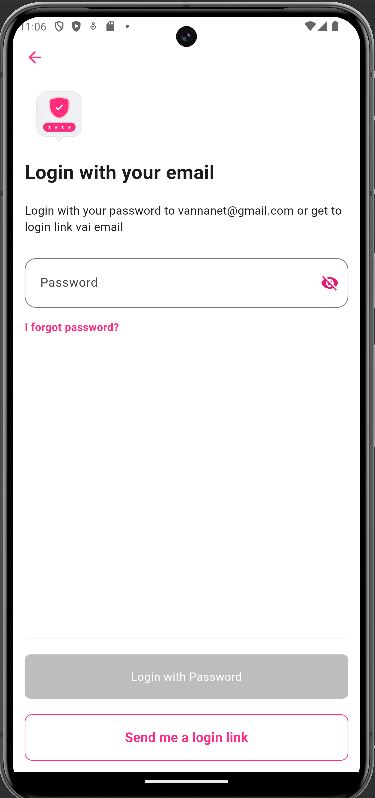 11:06
Login with your email
Login with your password to vannanet@gmail.com or get to
login link vai email
Password
I forgot password?
Login with Password
Send me a login link